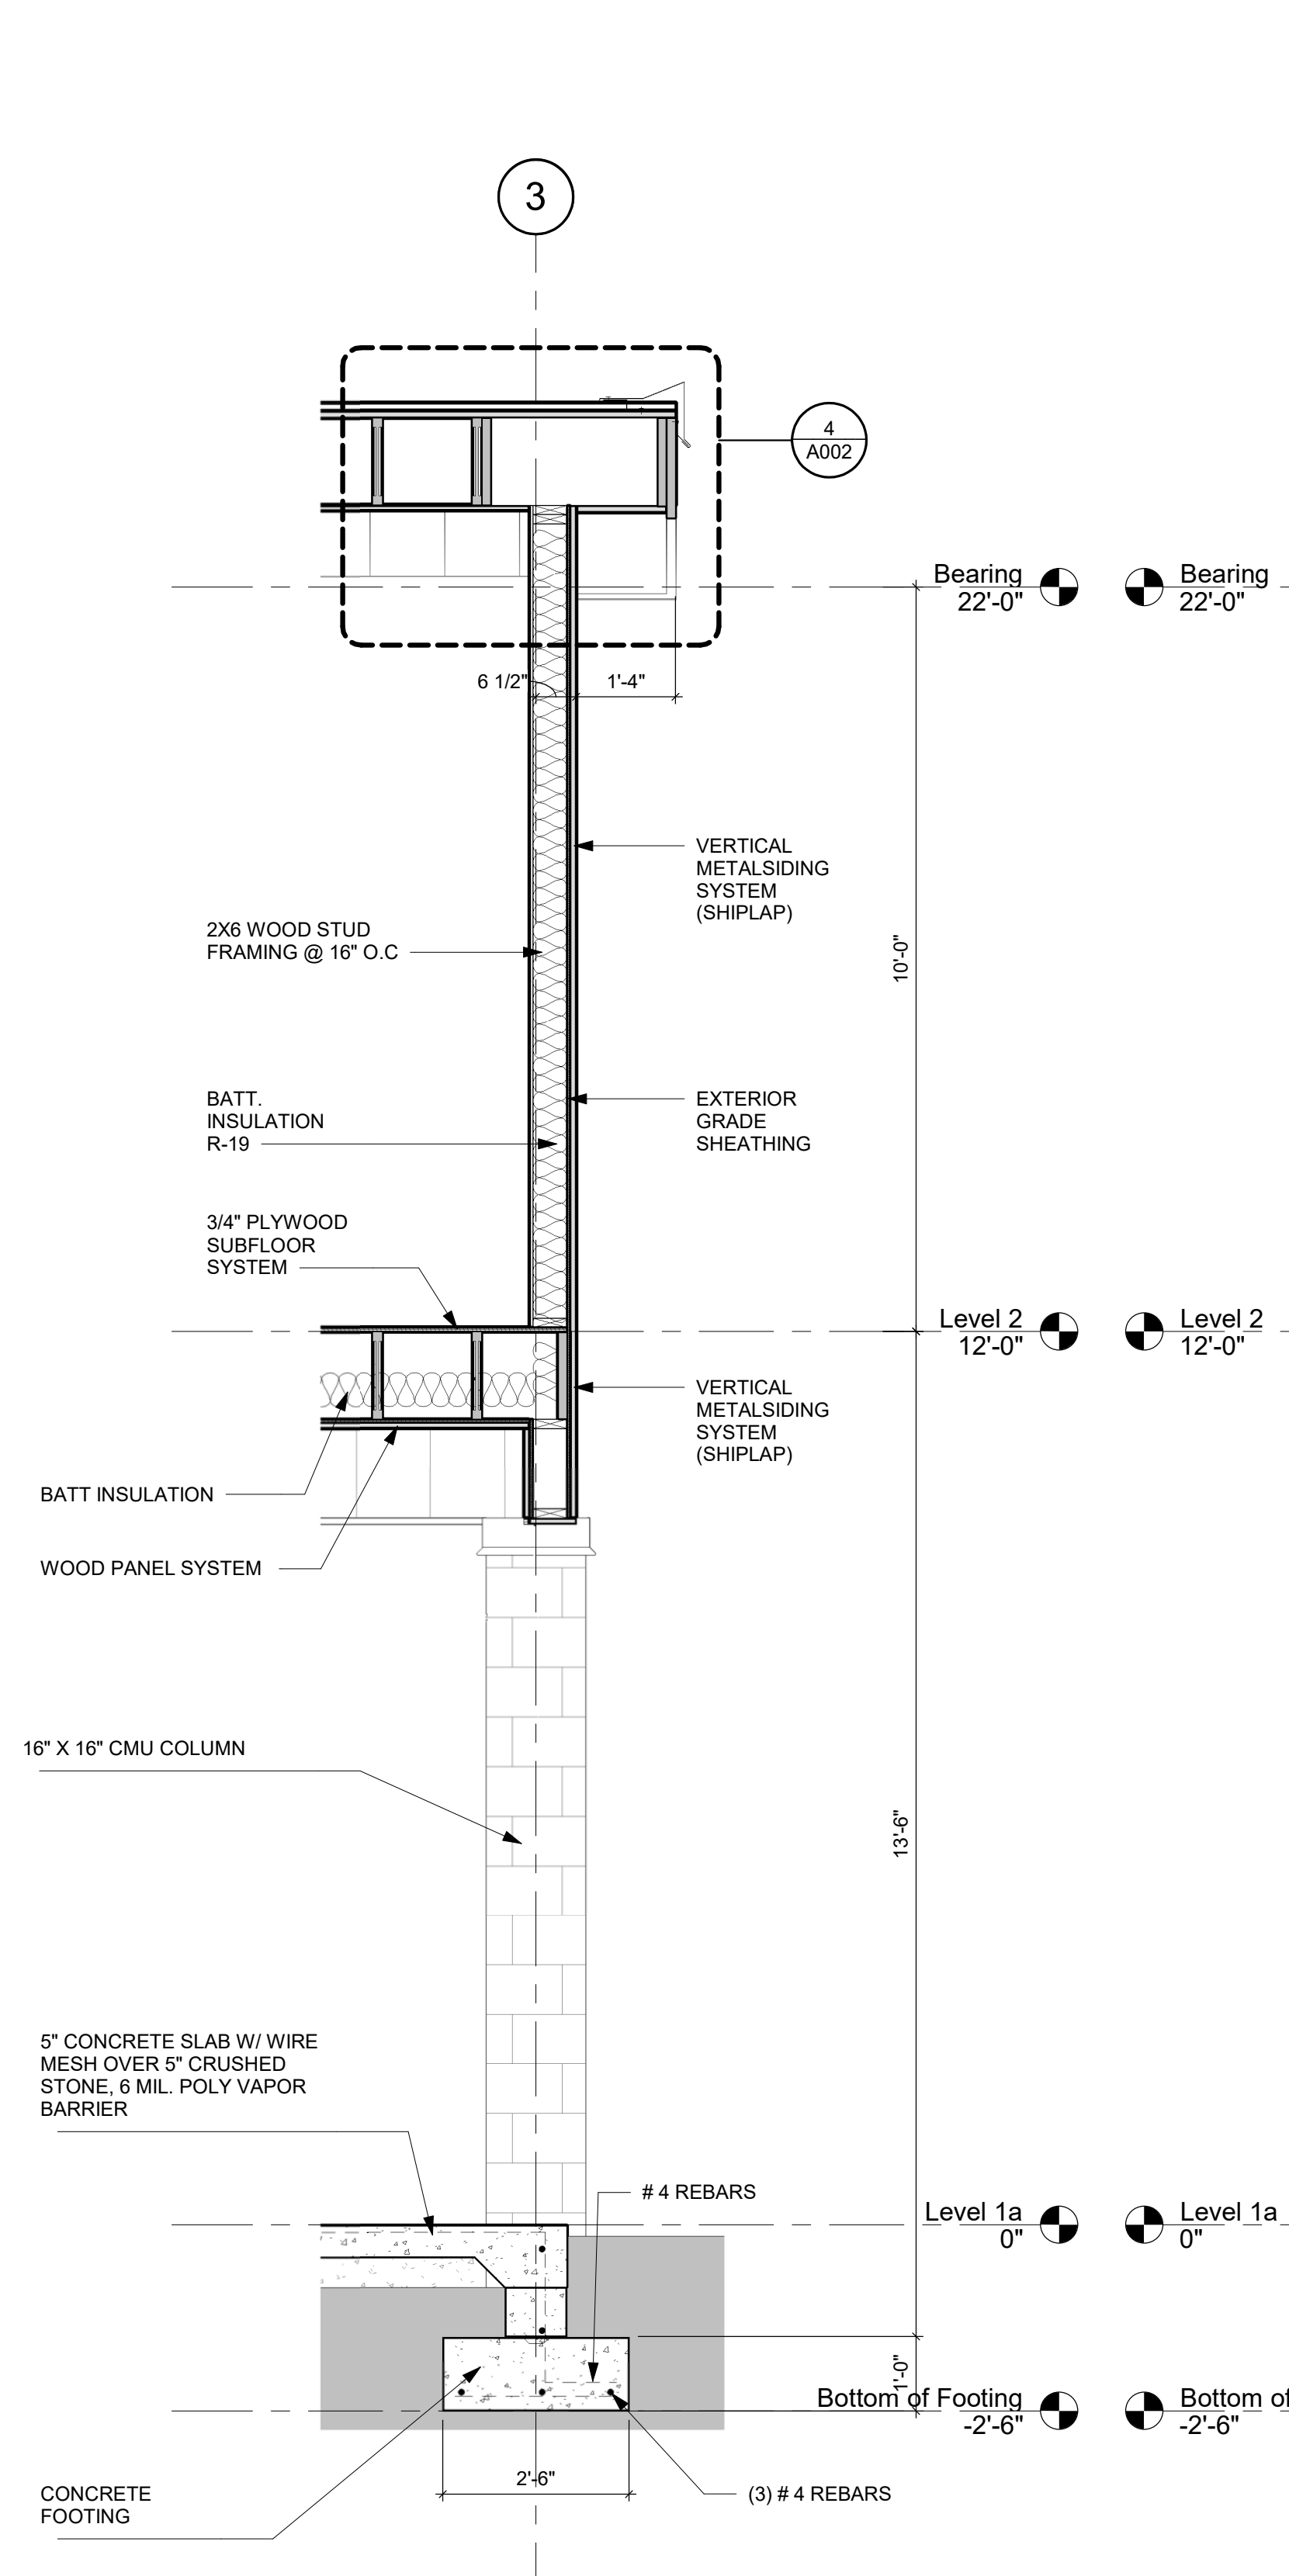 3
4
A002
Bearing
22'-0"
Bearing
22'-0"
6 1/2"
1'-4"
VERTICAL
METALSIDING
SYSTEM
(SHIPLAP)
2X6 WOOD STUD
FRAMING @ 16" O.C
10'-0"
BATT.
INSULATION
R-19
EXTERIOR
GRADE
SHEATHING
3/4" PLYWOOD
SUBFLOOR
SYSTEM
Level 2
12'-0"
Level 2
12'-0"
VERTICAL
METALSIDING
SYSTEM
(SHIPLAP)
BATT INSULATION
WOOD PANEL SYSTEM
16" X 16" CMU COLUMN
13'-6"
5" CONCRETE SLAB W/ WIRE
MESH OVER 5" CRUSHED
STONE, 6 MIL. POLY VAPOR
BARRIER
# 4 REBARS
Level 1a
0"
Level 1a
0"
1'-0"
Bottom of Footing
-2'-6"
Bottom of
-2'-6"
2'-6"
CONCRETE
FOOTING
(3) # 4 REBARS